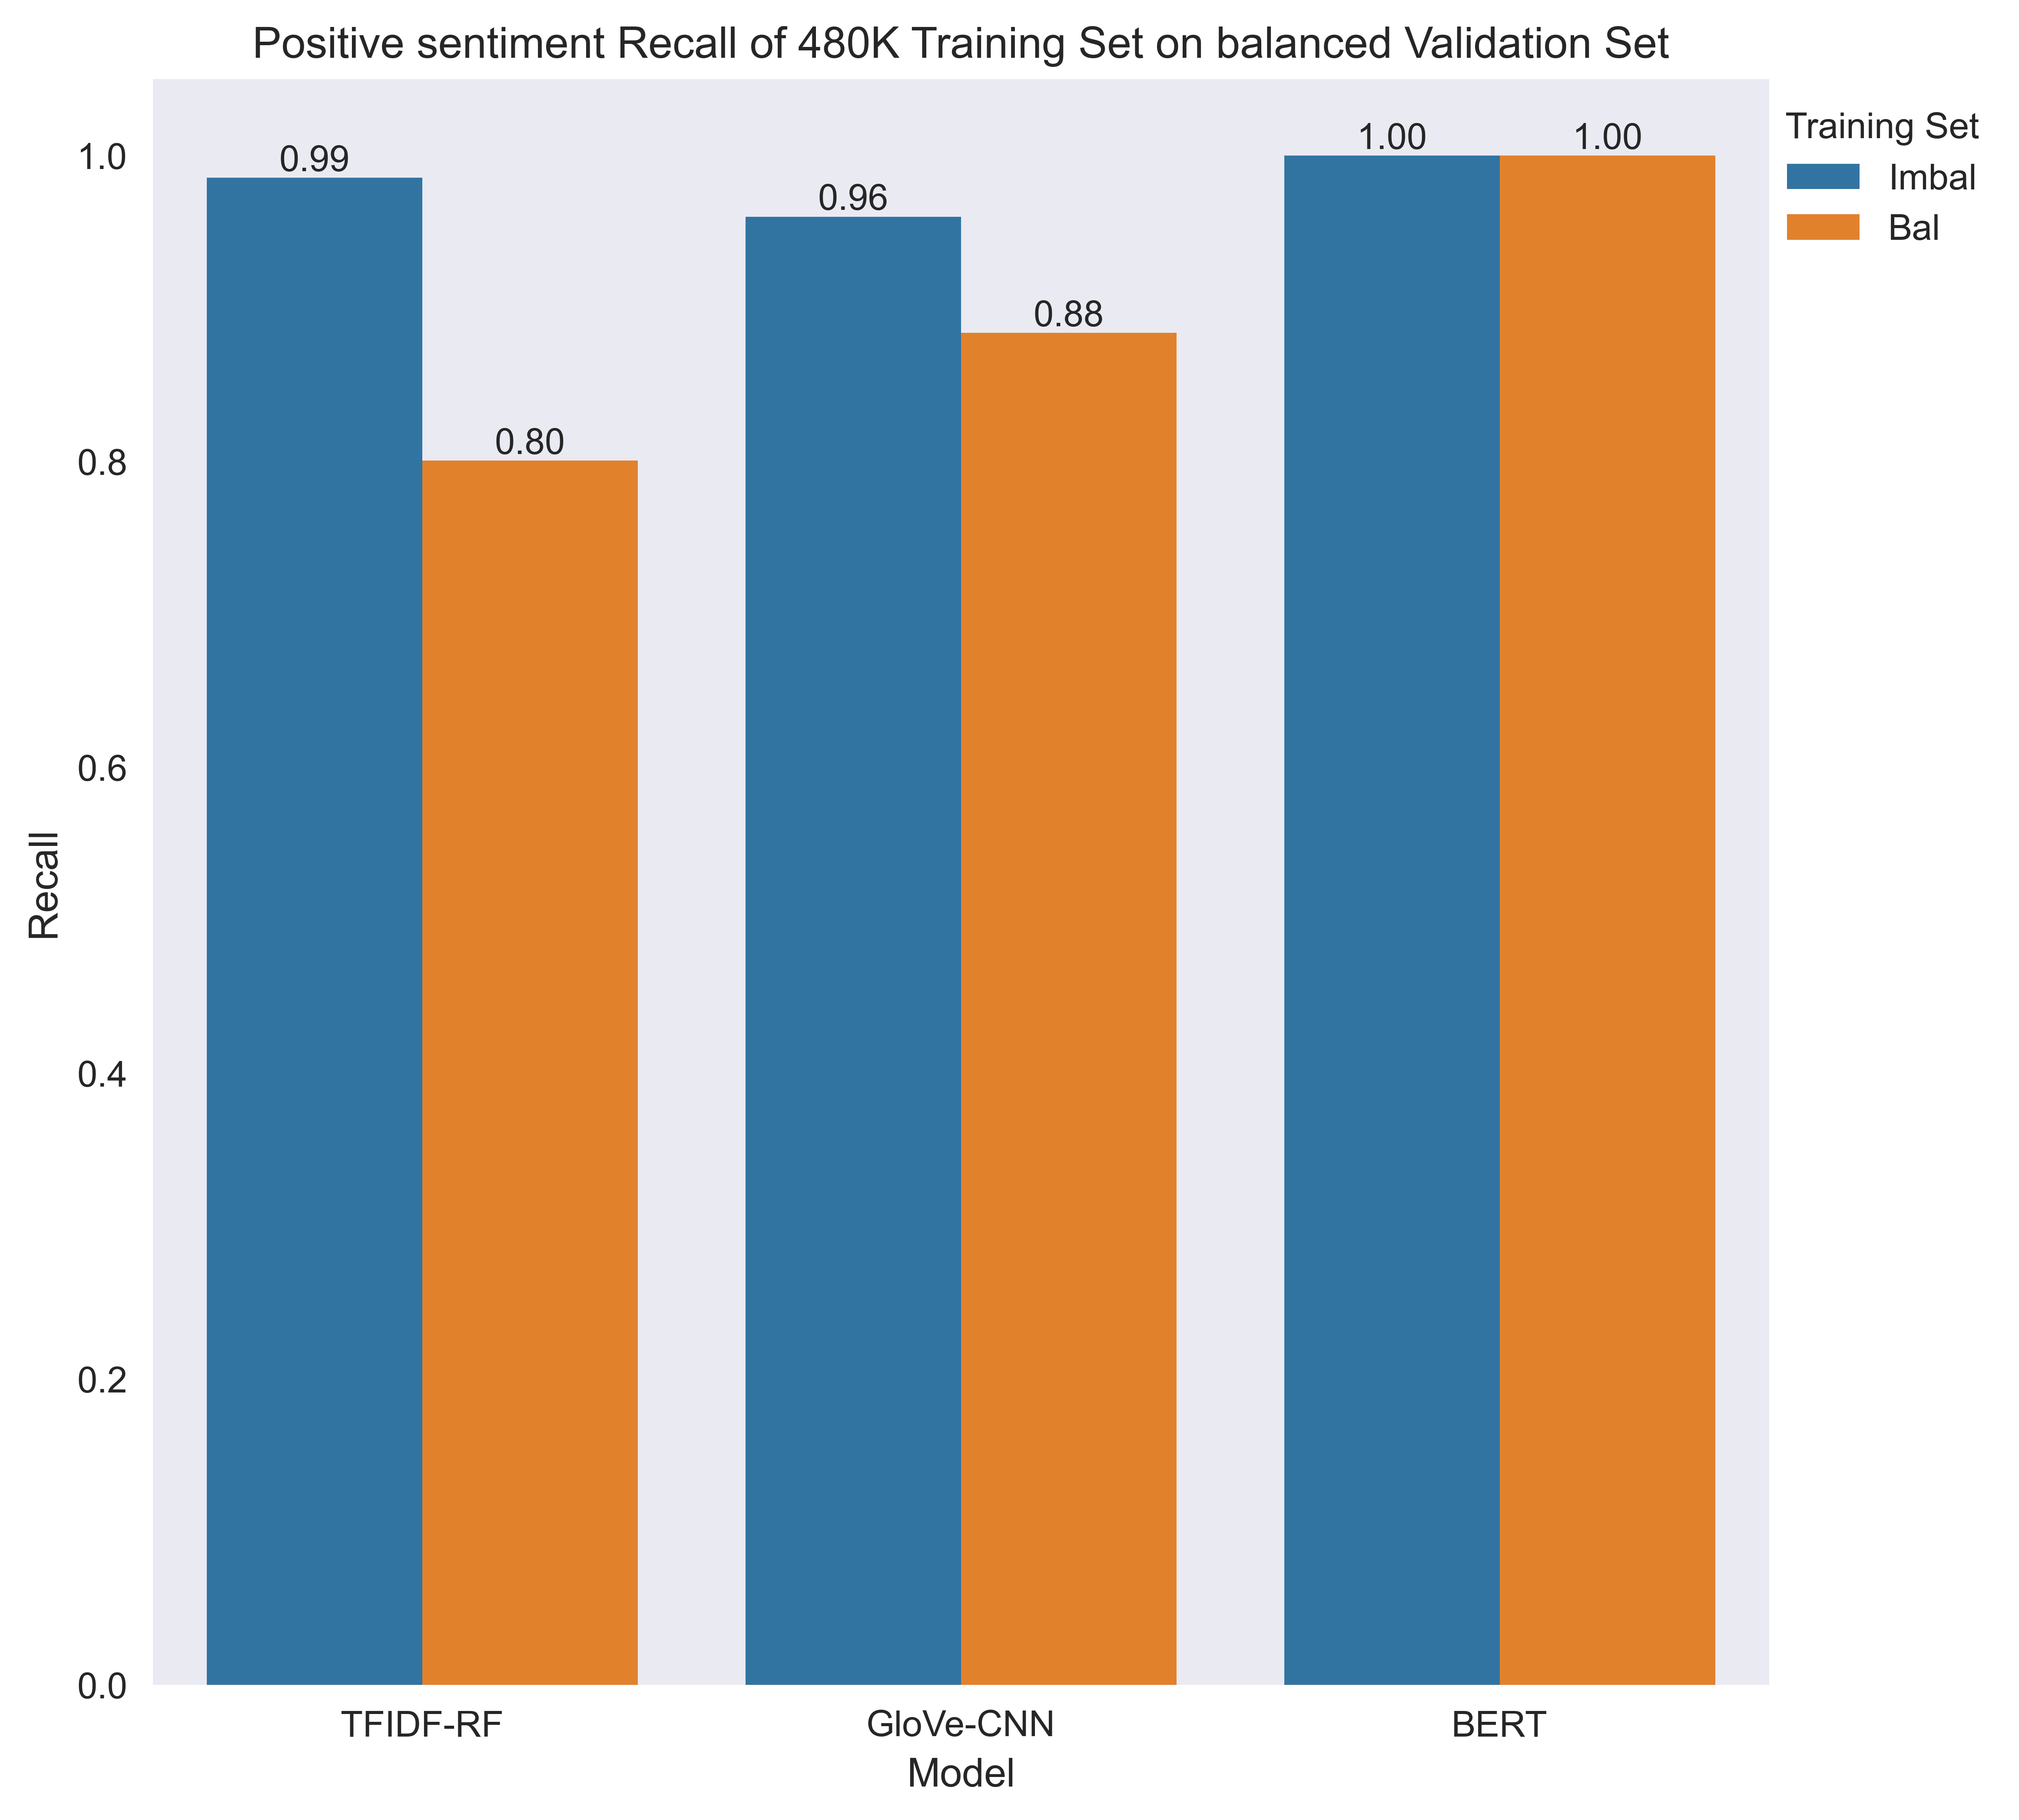 Positive sentiment Recall of 480K Training Set on balanced Validation Set
Training Set
Imbal
Bal
1.00
1.00
0.99
0.96
0.88
0.80
1.0
0.8
0.6
0.4
0.2
0.0
Recall
TFIDF-RF
GloVe-CNN
BERT
Model